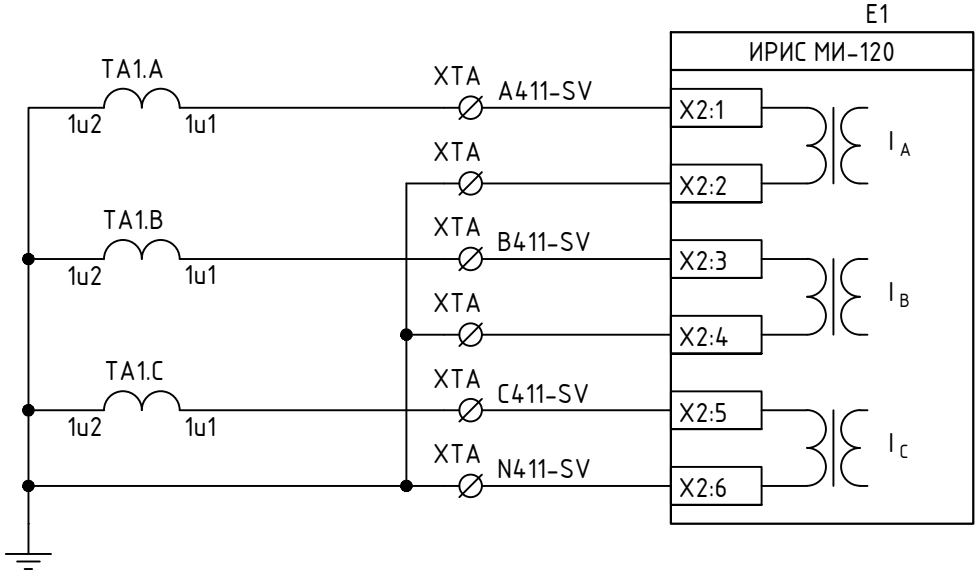 E1
ИРИС МИ-120
TA1.A
XTA
A411-SV
X2:1
1u2
1u1
I A
XTA
X2:2
TA1.B
XTA
B411-SV
X2:3
1u2
1u1
I B
XTA
X2:4
TA1.C
XTA
C411-SV
X2:5
1u2
1u1
I C
XTA
N411-SV
X2:6